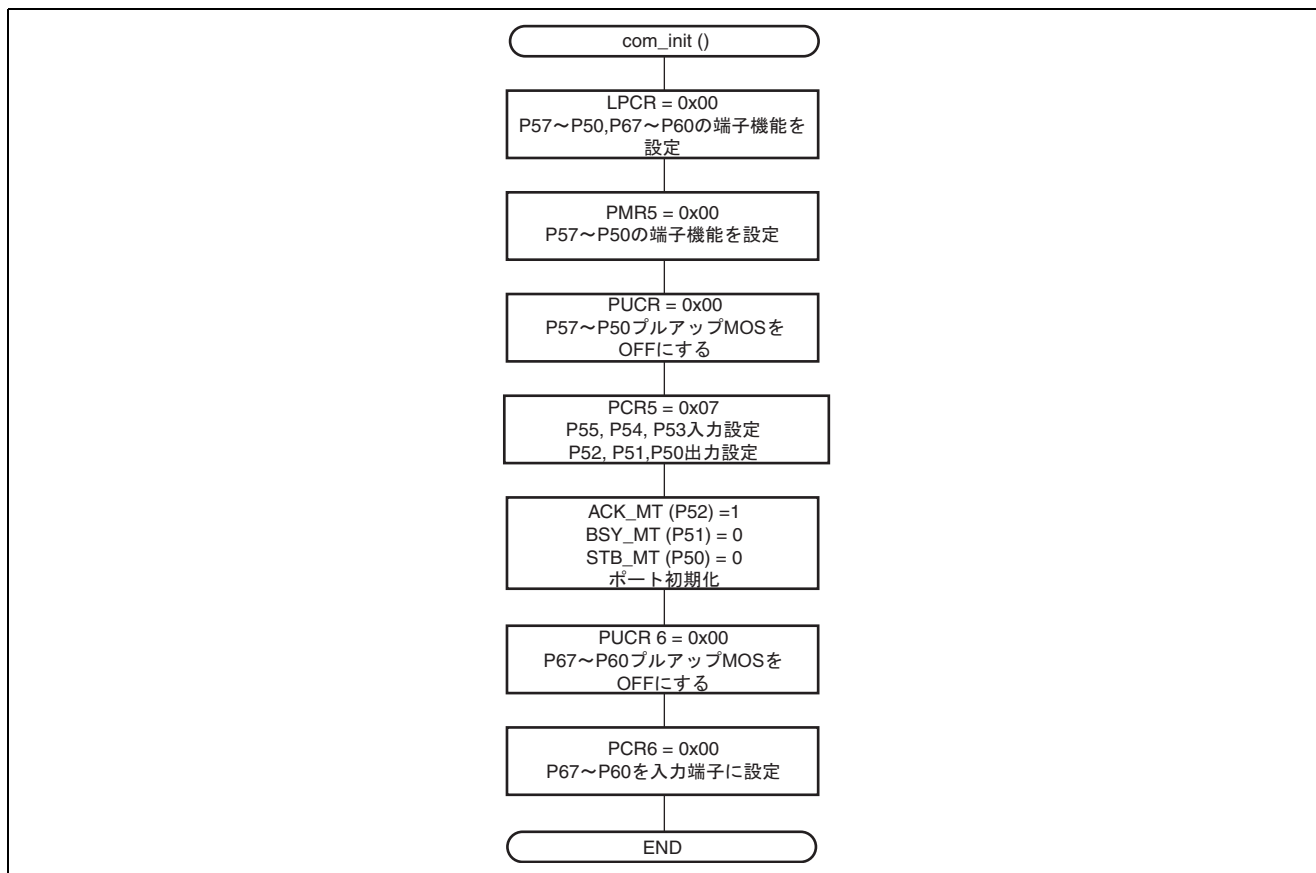 com_init ()
LPCR = 0x00
P57～P50,P67～P60の端子機能を
設定
PMR5 = 0x00
P57～P50の端子機能を設定
PUCR = 0x00
P57～P50プルアップMOSを
OFFにする
PCR5 = 0x07
P55, P54, P53入力設定
P52, P51,P50出力設定
ACK_MT (P52) =1
BSY_MT (P51) = 0
STB_MT (P50) = 0
ポート初期化
PUCR 6 = 0x00
P67～P60プルアップMOSを
OFFにする
PCR6 = 0x00
P67～P60を入力端子に設定
END